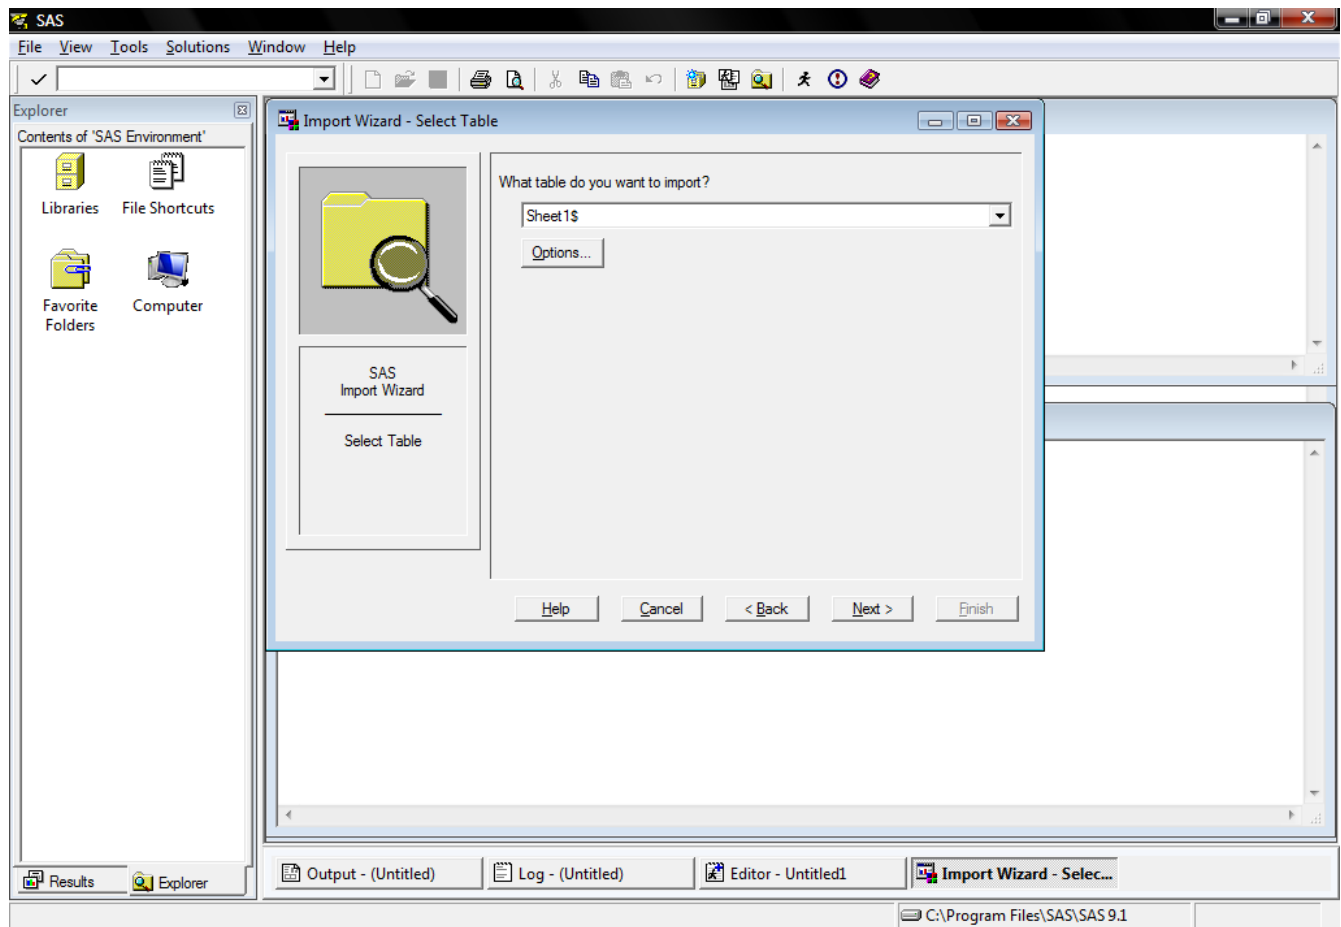 SAS
File View Tools Solutions Window Help
Explorer
Contents of 'SAS Environment'
Libraries File Shortcuts
Favorite Folders Computer
Import Wizard - Select Table
What table do you want to import?
Sheet1$
Options...
SAS
Import Wizard
Select Table
Help Cancel < Back Next > Finish
Results Explorer
Output - (Untitled) Log - (Untitled) Editor - Untitled1 Import Wizard - Selec...
C:\Program Files\SAS\SAS 9.1